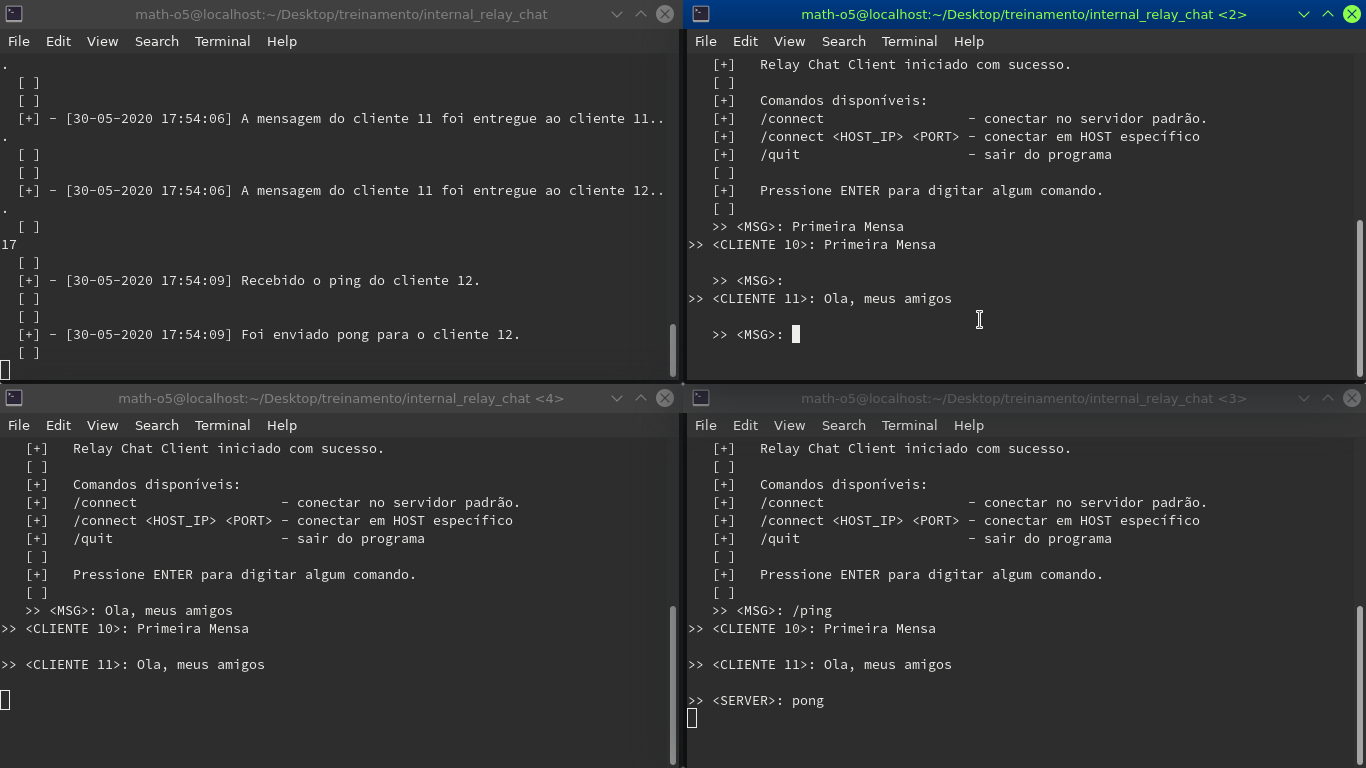 math-o5@localhost:~/Desktop/treinamento/internal_relay_chat
File Edit View Search Terminal Help
.
[ ]
[ ]
[+] - [30-05-2020 17:54:06] A mensagem do cliente 11 foi entregue ao cliente 11..
.
[ ]
[ ]
[+] - [30-05-2020 17:54:06] A mensagem do cliente 11 foi entregue ao cliente 12..
.
[ ]
17
[ ]
[+] - [30-05-2020 17:54:09] Recebido o ping do cliente 12.
[ ]
[ ]
[+] - [30-05-2020 17:54:09] Foi enviado pong para o cliente 12.
[ ]
math-o5@localhost:~/Desktop/treinamento/internal_relay_chat <2>
File Edit View Search Terminal Help
[+] Relay Chat Client iniciado com sucesso.
[ ]
[+] Comandos disponíveis:
[+] /connect - conectar no servidor padrão.
[+] /connect <HOST_IP> <PORT> - conectar em HOST específico
[+] /quit - sair do programa
[ ]
[+] Pressione ENTER para digitar algum comando.
[ ]
>> <MSG>: Primeira Mensa
>> <CLIENTE 10>: Primeira Mensa
>> <MSG>:
>> <CLIENTE 11>: Ola, meus amigos
>> <MSG>:
math-o5@localhost:~/Desktop/treinamento/internal_relay_chat <4>
File Edit View Search Terminal Help
[+] Relay Chat Client iniciado com sucesso.
[ ]
[+] Comandos disponíveis:
[+] /connect - conectar no servidor padrão.
[+] /connect <HOST_IP> <PORT> - conectar em HOST específico
[+] /quit - sair do programa
[ ]
[+] Pressione ENTER para digitar algum comando.
[ ]
>> <MSG>: Ola, meus amigos
>> <CLIENTE 10>: Primeira Mensa
>> <CLIENTE 11>: Ola, meus amigos
math-o5@localhost:~/Desktop/treinamento/internal_relay_chat <3>
File Edit View Search Terminal Help
[+] Relay Chat Client iniciado com sucesso.
[ ]
[+] Comandos disponíveis:
[+] /connect - conectar no servidor padrão.
[+] /connect <HOST_IP> <PORT> - conectar em HOST específico
[+] /quit - sair do programa
[ ]
[+] Pressione ENTER para digitar algum comando.
[ ]
>> <MSG>: /ping
>> <CLIENTE 10>: Primeira Mensa
>> <CLIENTE 11>: Ola, meus amigos
>> <SERVER>: pong